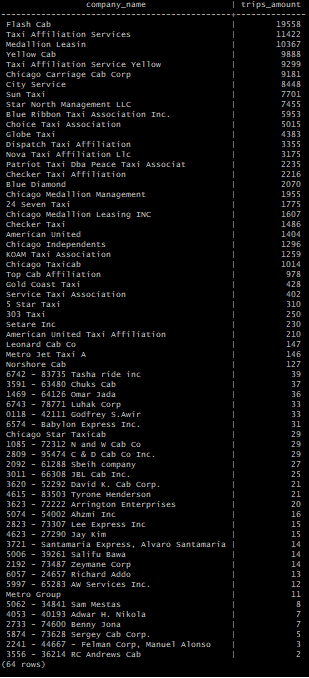 company_name | trips_amount
Flash Cab | 19558
Taxi Affiliation Services | 11422
Medallion Leasin | 10367
Yellow Cab | 9888
Taxi Affiliation Service Yellow | 9299
Chicago Carriage Cab Corp | 9181
City Service | 8448
Sun Taxi | 7701
Star North Management LLC | 7455
Blue Ribbon Taxi Association Inc. | 5953
Choice Taxi Association | 5015
Globe Taxi | 4383
Dispatch Taxi Affiliation | 3355
Nova Taxi Affiliation Llc | 3175
Patriot Taxi Dba Peace Taxi Associat | 2235
Checker Taxi Affiliation | 2216
Blue Diamond | 2070
Chicago Medallion Management | 1955
24 Seven Taxi | 1775
Chicago Medallion Leasing INC | 1607
Checker Taxi | 1486
American United | 1404
Chicago Independents | 1296
KOAM Taxi Association | 1259
Chicago Taxicab | 1014
Top Cab Affiliation | 978
Gold Coast Taxi | 428
Service Taxi Association | 402
5 Star Taxi | 310
303 Taxi | 250
Setare Inc | 230
American United Taxi Affiliation | 210
Leonard Cab Co | 147
Metro Jet Taxi A | 146
Norshore Cab | 127
6742 - 83735 Tasha ride inc | 39
3591 - 63480 Chuks Cab | 37
1469 - 64126 Omar Jada | 36
6743 - 78771 Luhak Corp | 33
0118 - 42111 Godfrey S.Awir | 33
6574 - Babylon Express Inc. | 31
Chicago Star Taxicab | 29
1085 - 72312 N and W Cab Co | 29
2809 - 95474 C & D Cab Co Inc. | 29
2092 - 61288 Sbeih company | 27
3011 - 66308 JBL Cab Inc. | 25
3620 - 52292 David K. Cab Corp. | 21
4615 - 83503 Tyrone Henderson | 21
3623 - 72222 Arrington Enterprises | 20
5074 - 54002 Ahzmi Inc | 16
2823 - 73307 Lee Express Inc | 15
4623 - 27290 Jay Kim | 15
3721 - Santamaria Express, Alvaro Santamaria | 14
5006 - 39261 Salifu Bawa | 14
2192 - 73487 Zeymane Corp | 14
6057 - 24657 Richard Addo | 13
5997 - 65283 AW Services Inc. | 12
Metro Group | 11
5062 - 34841 Sam Mestas | 8
4053 - 40193 Adwar H. Nikola | 7
2733 - 74600 Benny Jona | 7
5874 - 73628 Sergey Cab Corp. | 5
2241 - 44667 - Felman Corp, Manuel Alonso | 3
3556 - 36214 RC Andrews Cab | 2
(64 rows)